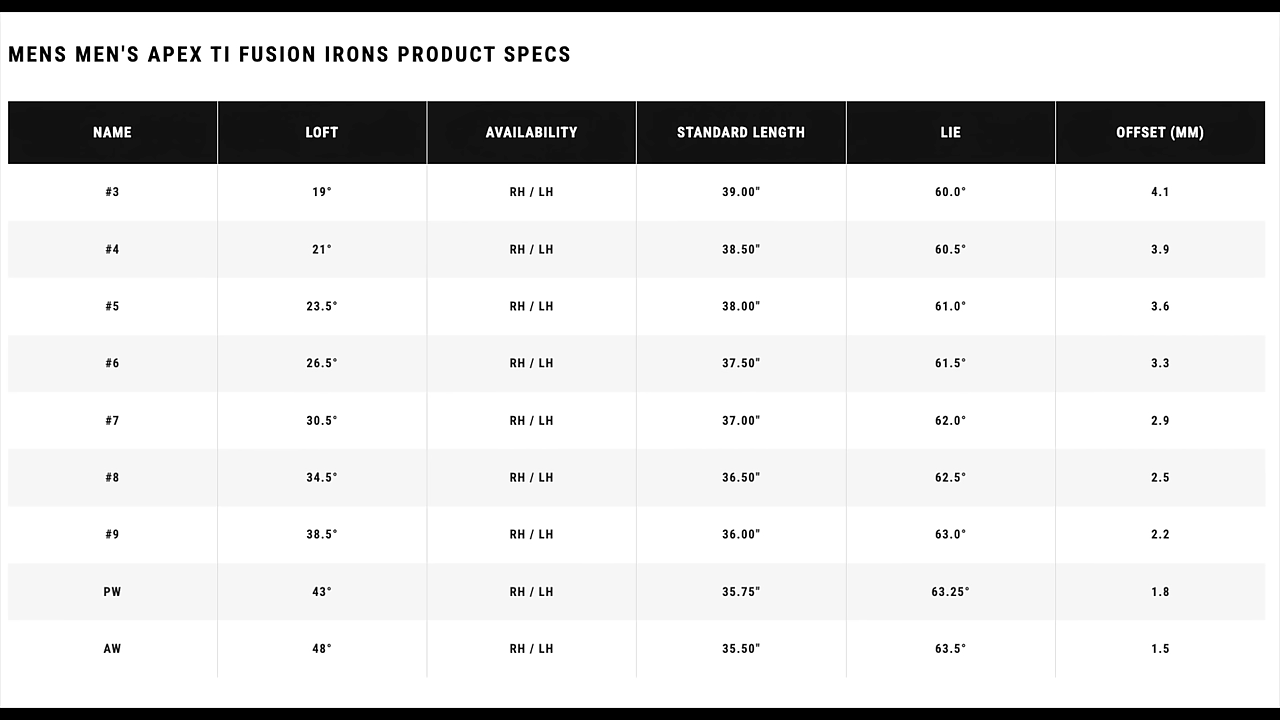 MENS MEN'S APEX TI FUSION IRONS PRODUCT SPECS
NAME LOFT AVAILABILITY STANDARD LENGTH LIE OFFSET (MM)
#3 19° RH / LH 39.00" 60.0° 4.1
#4 21° RH / LH 38.50" 60.5° 3.9
#5 23.5° RH / LH 38.00" 61.0° 3.6
#6 26.5° RH / LH 37.50" 61.5° 3.3
#7 30.5° RH / LH 37.00" 62.0° 2.9
#8 34.5° RH / LH 36.50" 62.5° 2.5
#9 38.5° RH / LH 36.00" 63.0° 2.2
PW 43° RH / LH 35.75" 63.25° 1.8
AW 48° RH / LH 35.50" 63.5° 1.5